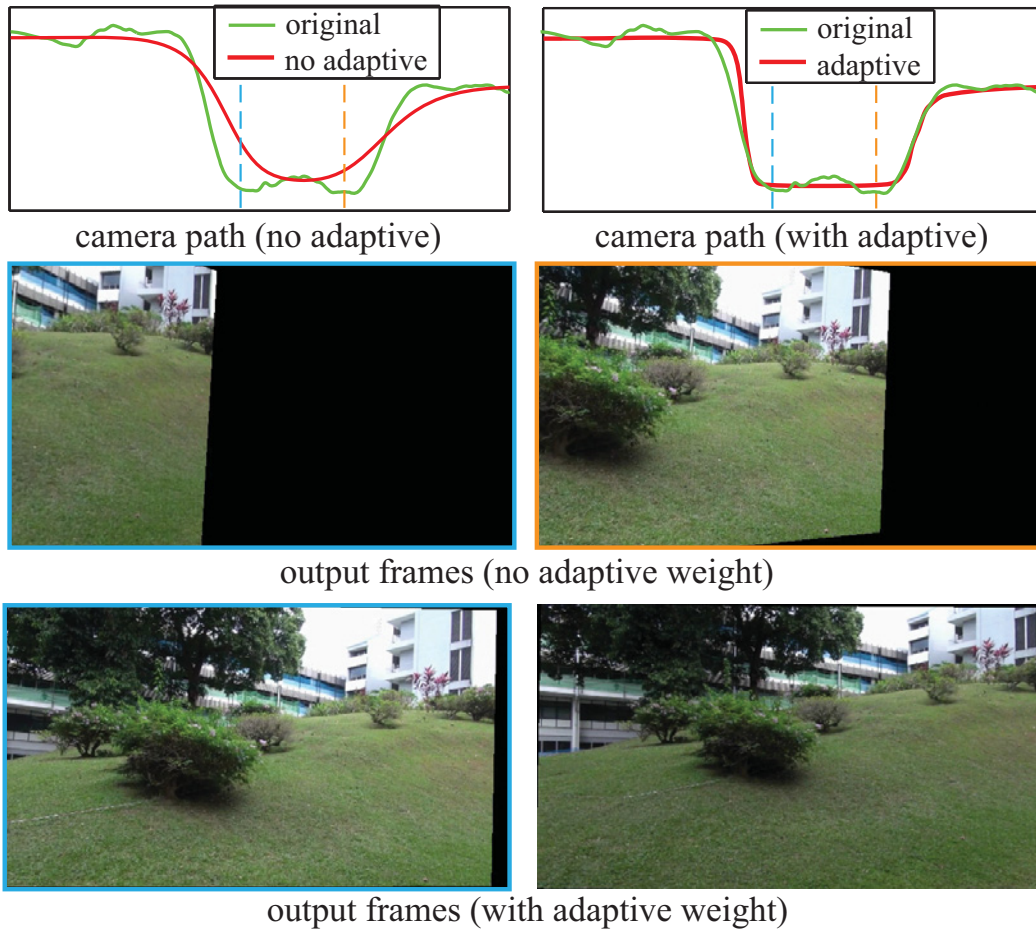 original
no adaptive
original
adaptive
camera path (no adaptive)
camera path (with adaptive)
output frames (no adaptive weight)
output frames (with adaptive weight)